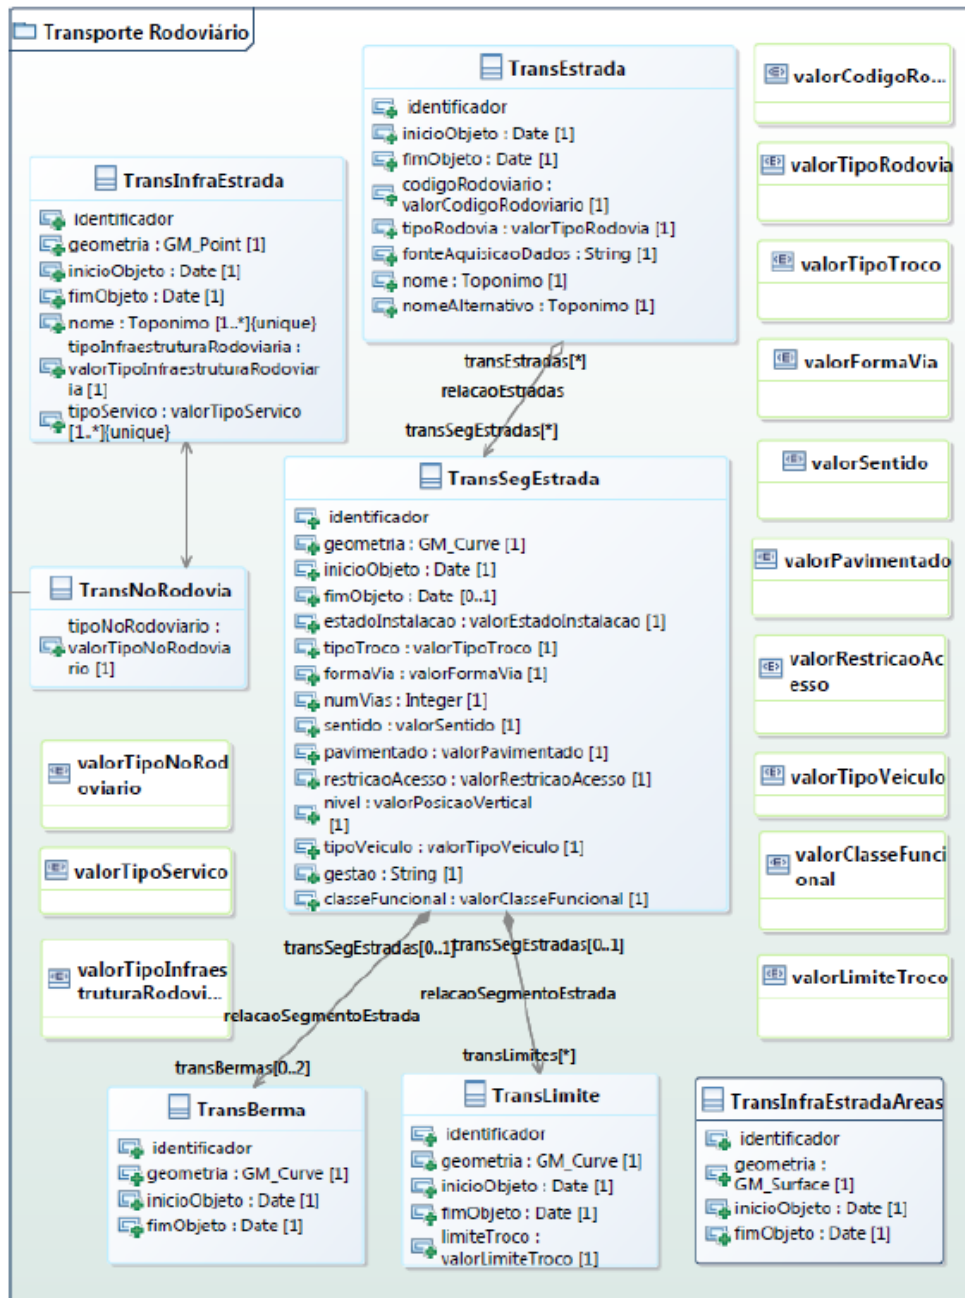 Transporte Rodoviário
TransEstrada
identificador
inicioObjeto : Date [1]
fimObjeto : Date [1]
codigoRodoviario :
valorCodigoRodoviario [1]
tipoRodovia : valorTipoRodovia [1]
fonteAquisicaoDados : String [1]
nome : Toponimo [1]
nomeAlternativo : Toponimo [1]
TransInfraEstrada
identificador
geometria : GM_Point [1]
inicioObjeto : Date [1]
fimObjeto : Date [1]
nome : Toponimo [1..*]{unique}
tipoInfraestruturaRodoviaria :
valorTipoInfraestruturaRodoviar
ia [1]
tipoServico : valorTipoServico
[1..*]{unique}
transEstradas[*]
relacaoEstradas
transSegEstradas[*]
TransSegEstrada
identificador
geometria : GM_Curve [1]
inicioObjeto : Date [1]
fimObjeto : Date [0..1]
estadoInstalacao : valorEstadoInstalacao [1]
tipoTroco : valorTipoTroco [1]
formaVia : valorFormaVia [1]
numVias : Integer [1]
sentido : valorSentido [1]
pavimentado : valorPavimentado [1]
restricaoAcesso : valorRestricaoAcesso [1]
nivel : valorPosicaoVertical
[1]
tipoVeiculo : valorTipoVeiculo [1]
gestao : String [1]
classeFuncional : valorClasseFuncional [1]
TransNoRodovia
tipoNoRodoviario :
valorTipoNoRodovia
rio [1]
valorTipoNoRod
oviario
valorTipoServico
valorTipoInfraes
truturaRodovi...
valorCodigoRo...
valorTipoRodovia
valorTipoTroco
valorFormaVia
valorSentido
valorPavimentado
valorRestricaoAc
esso
valorTipoVeiculo
valorClasseFunci
onal
valorLimiteTroco
transSegEstradas[0..1]
transSegEstradas[0..1]
relacaoSegmentoEstrada
relacaoSegmentoEstrada
transBermas[0..2]
transLimites[*]
TransBerma
identificador
geometria : GM_Curve [1]
inicioObjeto : Date [1]
fimObjeto : Date [1]
TransLimite
identificador
geometria : GM_Curve [1]
inicioObjeto : Date [1]
fimObjeto : Date [1]
limiteTroco :
valorLimiteTroco [1]
TransInfraEstradaAreas
identificador
geometria :
GM_Surface [1]
inicioObjeto : Date [1]
fimObjeto : Date [1]